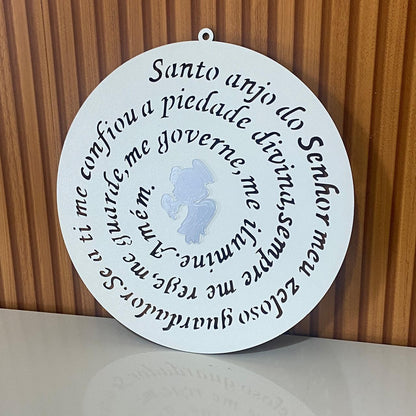 Santo anjo do Senhor meu zeloso guardador. Se a ti me confiou a piedade divina, sempre me rege, me guarde, me governe, me ilumine. Amém.